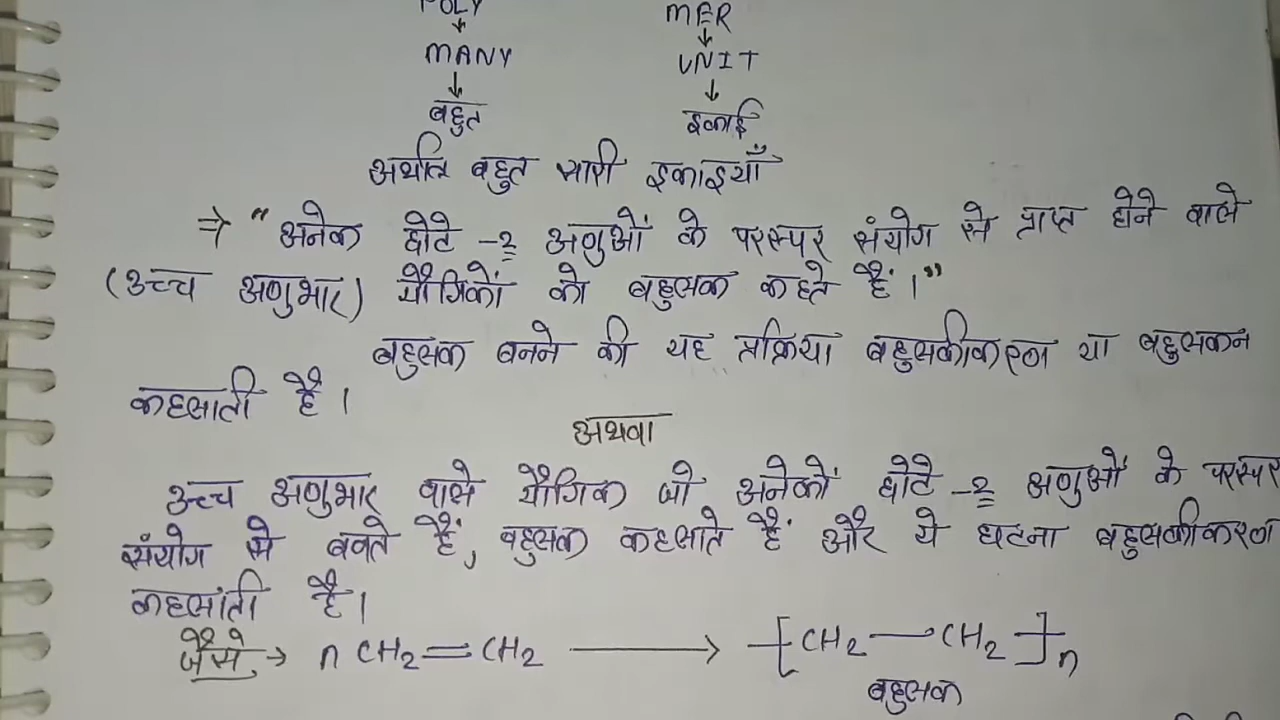 POLY MER
↓ ↓
MANY UNIT
↓ ↓
बहुत इकाई
अर्थात बहुत सारी इकाइयाँ
⇒ "अनेक छोटे -2 अणुओं के परस्पर संयोग से प्राप्त होने वाले
(उच्च अणुभार) यौगिकों को बहुलक कहते हैं।"
बहुलक बनने की यह प्रक्रिया बहुलकीकरण या बहुलकन
कहलाती है।
अथवा
उच्च अणुभार वाले यौगिक जो अनेकों छोटे -2 अणुओं के परस्पर
संयोग से बनते हैं, बहुलक कहलाते हैं और ये घटना बहुलकीकरण
कहलाती है।
जैसे → n CH2=CH2 ⟶ -[CH2—CH2]-n
बहुलक